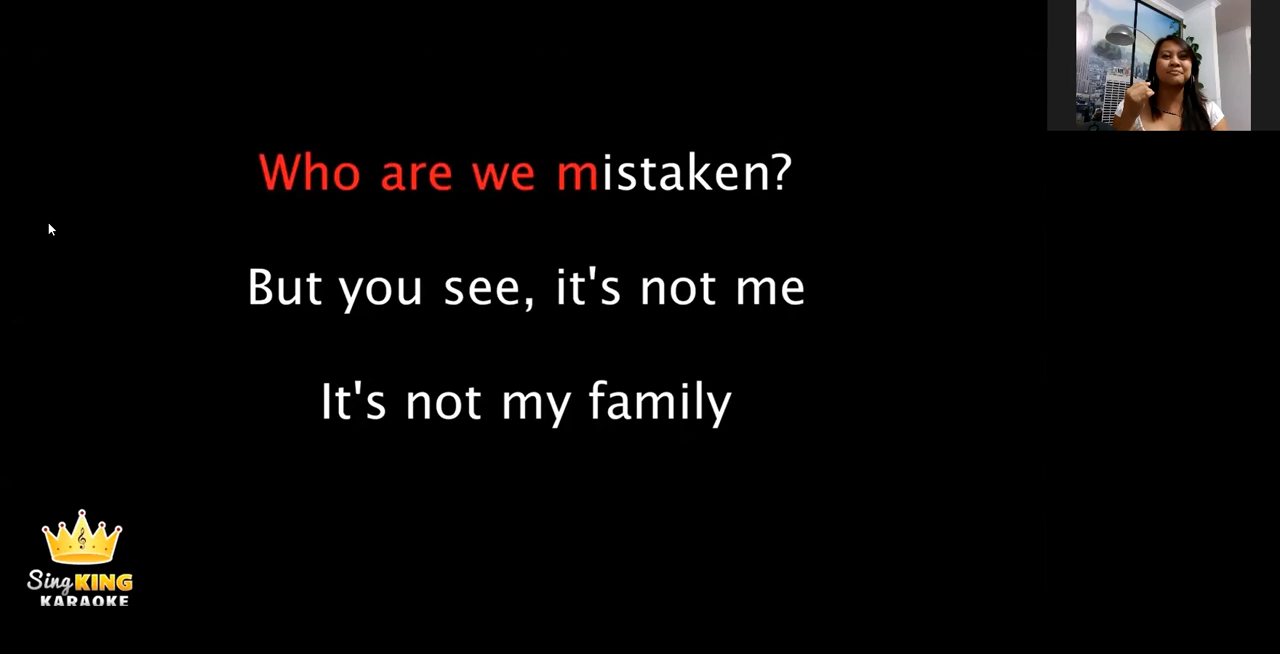 Who are we mistaken?
But you see, it's not me
It's not my family
Sing KING
KARAOKE